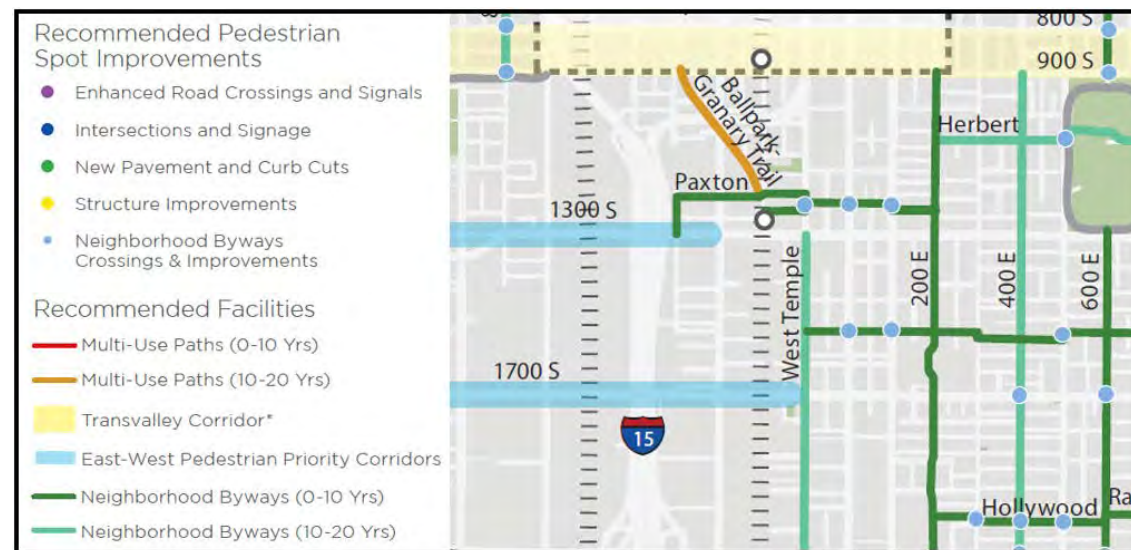 Recommended Pedestrian
Spot Improvements
Enhanced Road Crossings and Signals
Intersections and Signage
New Pavement and Curb Cuts
Structure Improvements
Neighborhood Byways
Crossings & Improvements
Recommended Facilities
Multi-Use Paths (0-10 Yrs)
Multi-Use Paths (10-20 Yrs)
Transvalley Corridor*
East-West Pedestrian Priority Corridors
Neighborhood Byways (0-10 Yrs)
Neighborhood Byways (10-20 Yrs)
800 S
900 S
Ballpark,
Granary Trail
Herbert
Paxton
1300 S
West Temple
200 E
400 E
600 E
1700 S
15
Hollywood
Ra